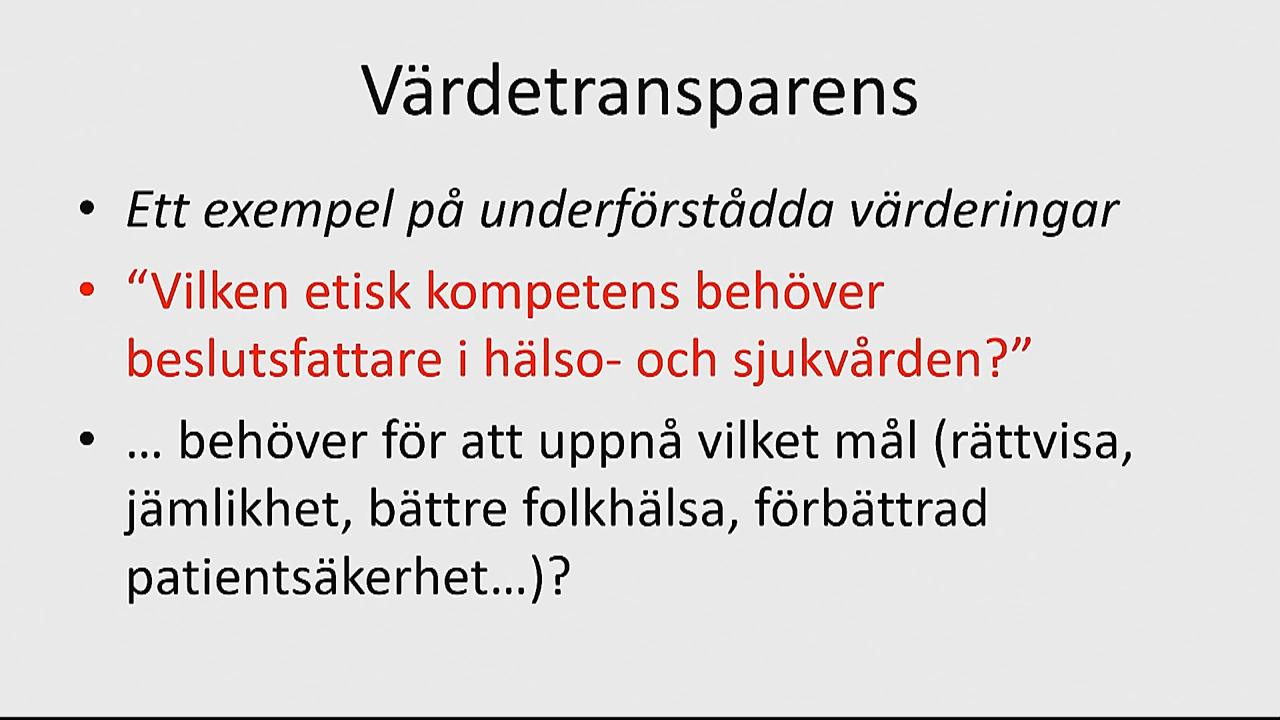 Värdetransparens
• Ett exempel på underförstådda värderingar
• “Vilken etisk kompetens behöver
beslutsfattare i hälso- och sjukvården?”
• … behöver för att uppnå vilket mål (rättvisa,
jämlikhet, bättre folkhälsa, förbättrad
patientsäkerhet…)?